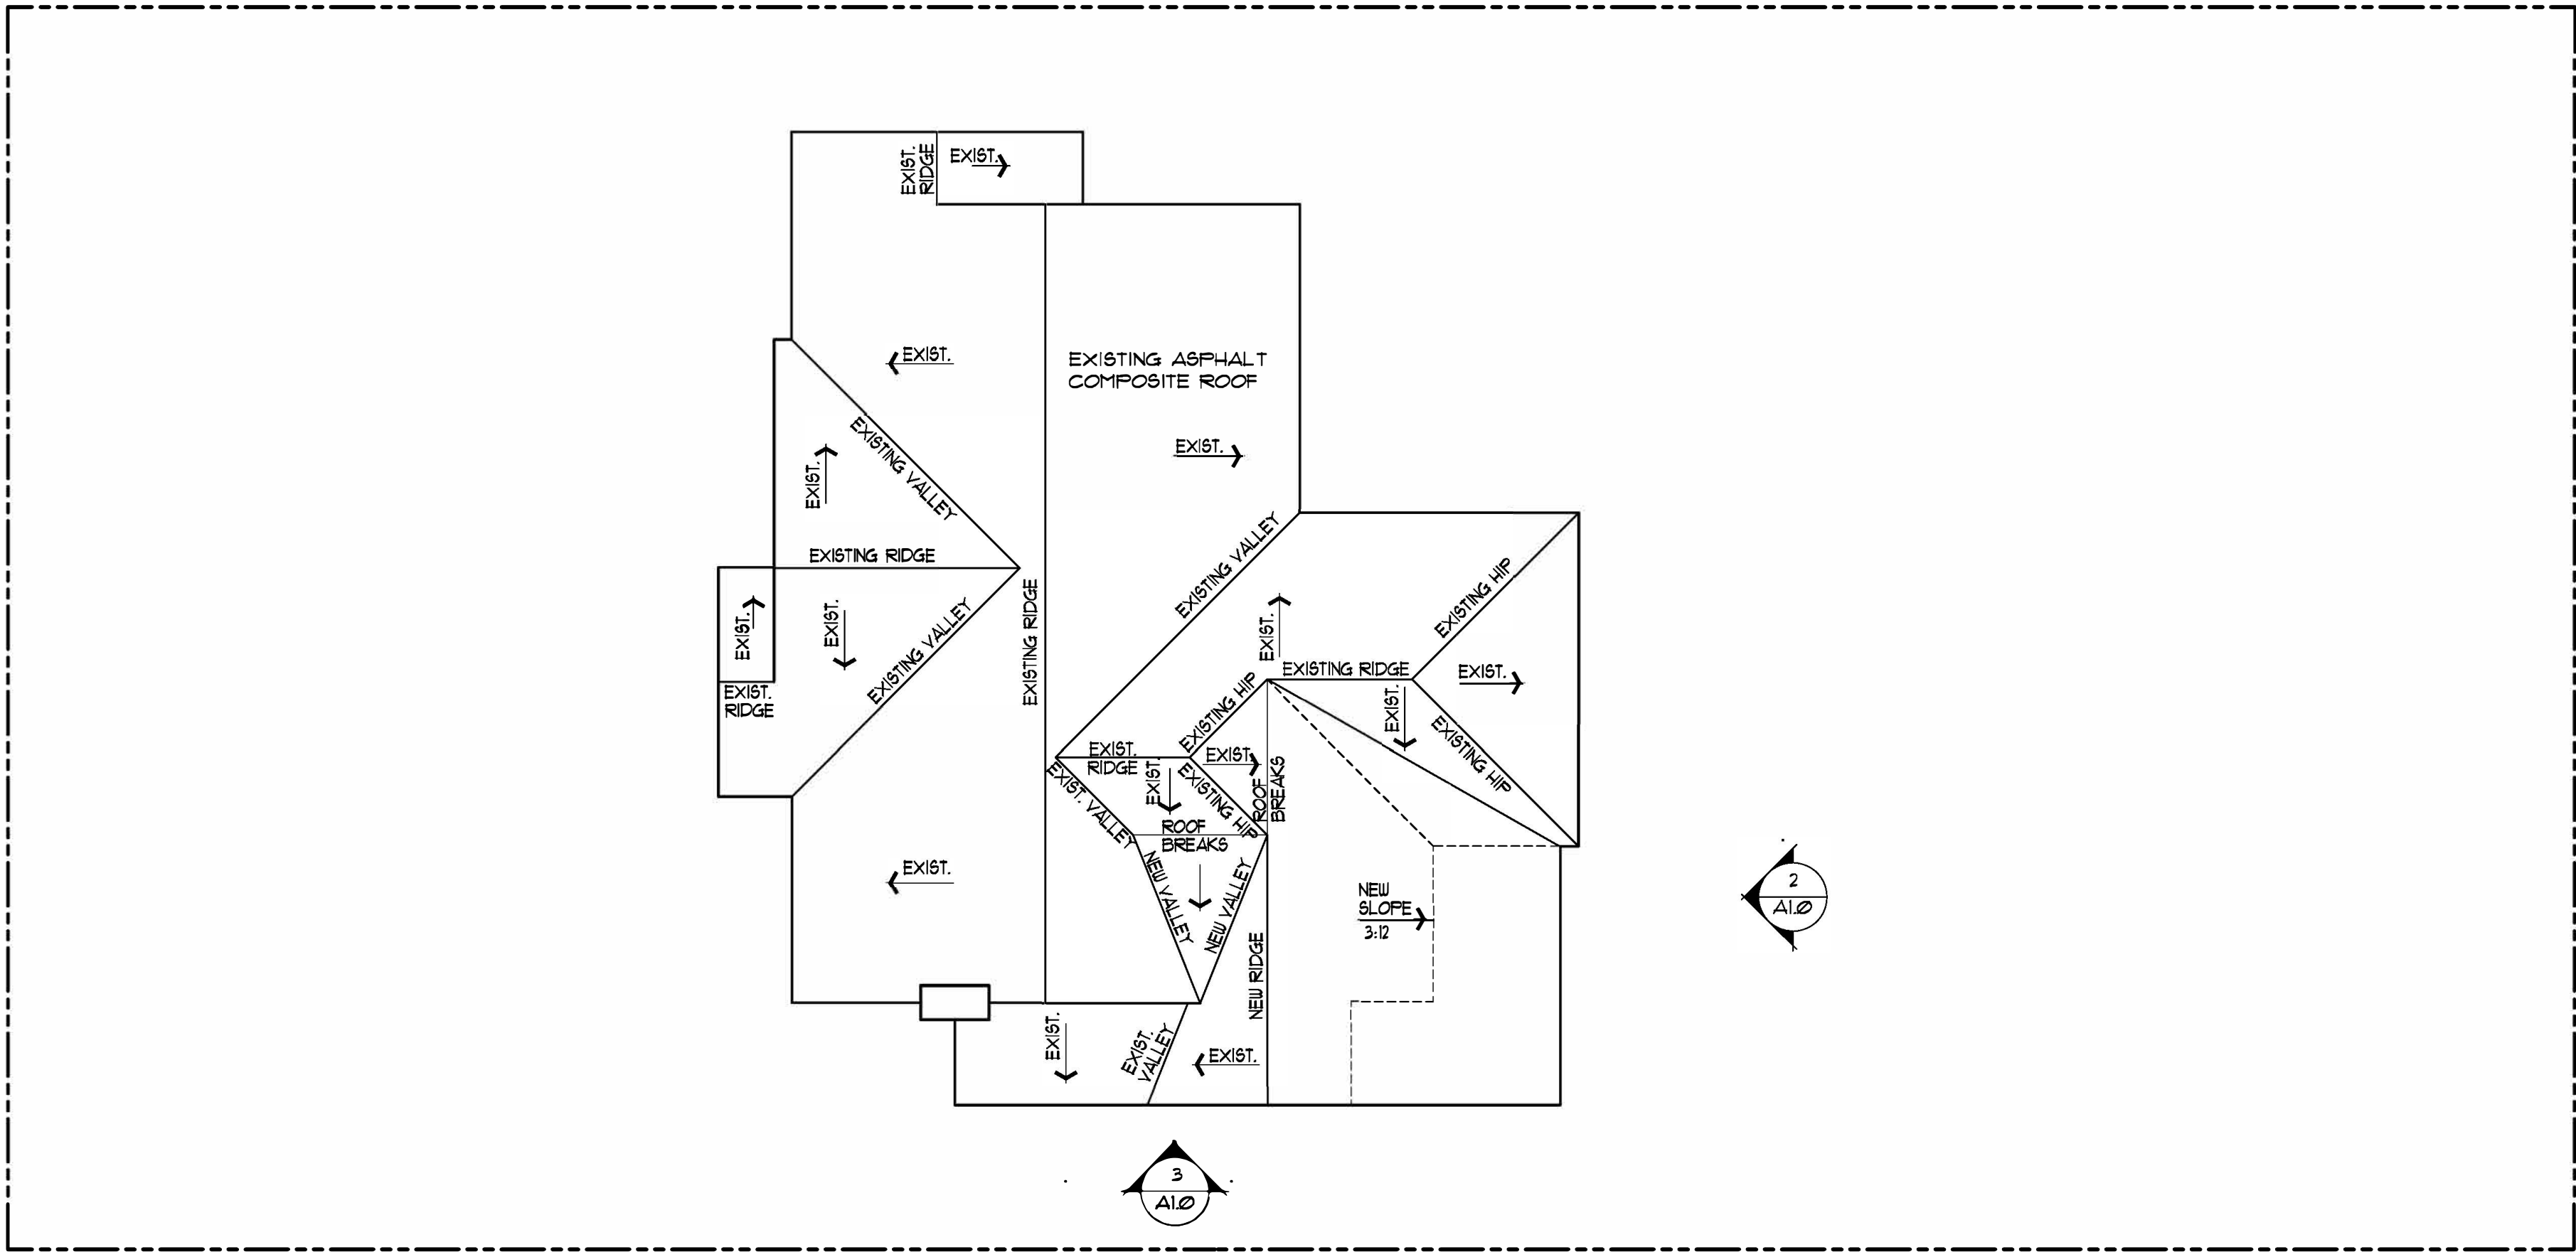 EXIST.
RIDGE
EXIST.
EXIST.
EXISTING ASPHALT
COMPOSITE ROOF
EXISTING VALLEY
EXIST.
EXIST.
EXISTING RIDGE
EXISTING VALLEY
EXISTING HIP
EXIST.
EXIST.
EXISTING VALLEY
EXISTING RIDGE
EXIST.
EXISTING RIDGE
EXIST.
EXIST.
RIDGE
EXISTING HIP
EXIST.
EXISTING HIP
EXIST.
RIDGE
EXIST.
EXIST.
EXISTING HIP
ROOF
BREAKS
EXIST. VALLEY
ROOF
BREAKS
NEW VALLEY
NEW VALLEY
EXIST.
NEW
SLOPE
3:12
2
A1.0
NEW RIDGE
EXIST.
EXIST.
VALLEY
EXIST.
3
A1.0